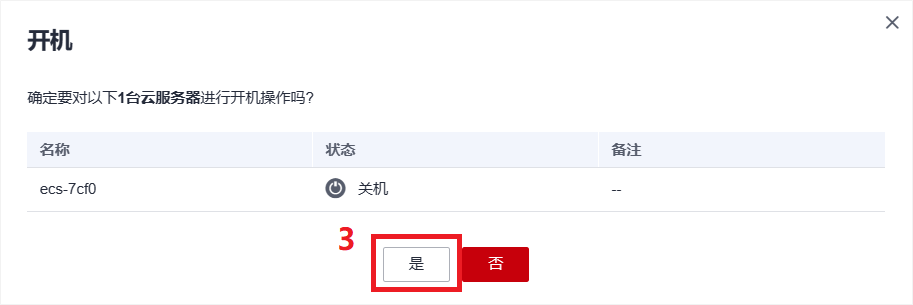 开机
确定要对以下1台云服务器进行开机操作吗?
名称 状态 备注
ecs-7cf0 关机 --
3
是 否